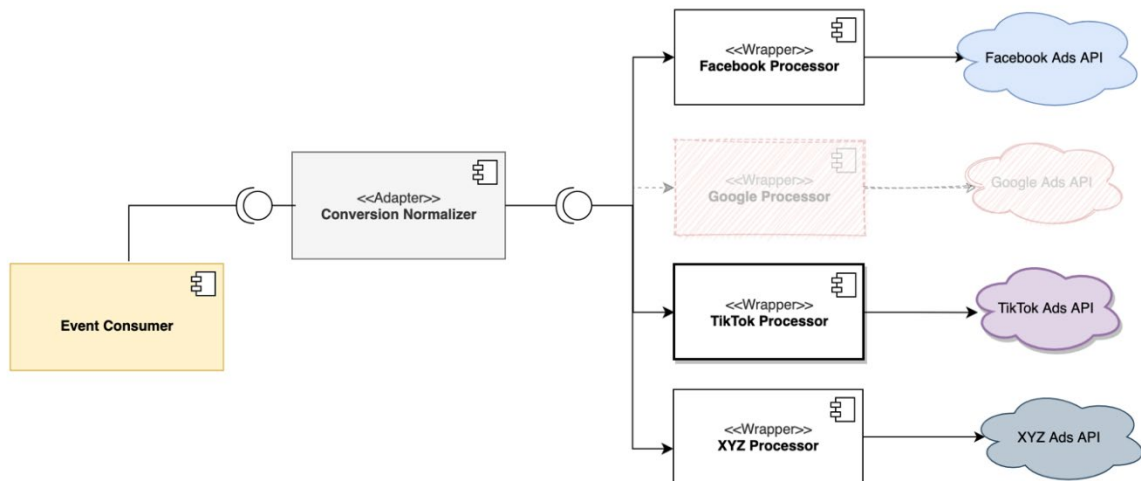 <<Wrapper>>
Facebook Processor
Facebook Ads API
<<Wrapper>>
Google Processor
Google Ads API
<<Adapter>>
Conversion Normalizer
Event Consumer
<<Wrapper>>
TikTok Processor
TikTok Ads API
<<Wrapper>>
XYZ Processor
XYZ Ads API